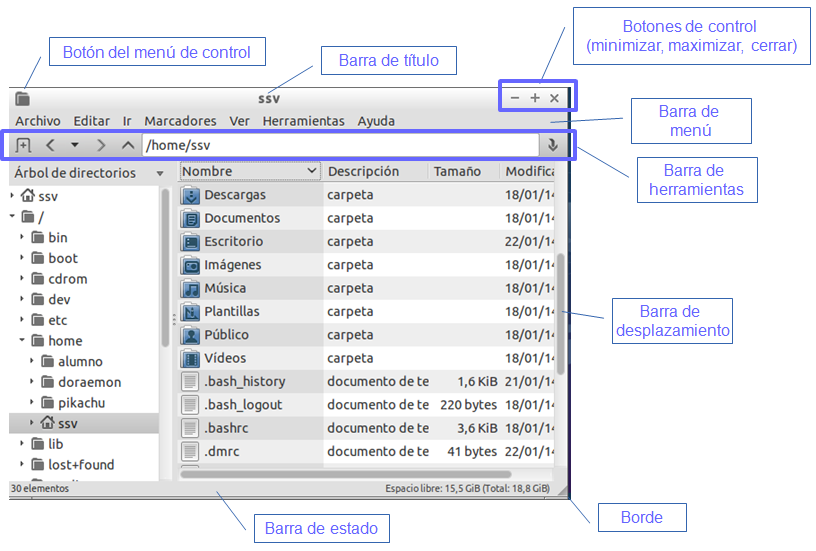 Botones de control
(minimizar, maximizar, cerrar)
Botón del menú de control
Barra de título
ssv
Archivo Editar Ir Marcadores Ver Herramientas Ayuda
Barra de
menú
/home/ssv
Barra de
herramientas
Árbol de directorios
Nombre Descripción Tamaño Modifica
ssv
/
bin
boot
cdrom
dev
etc
home
alumno
doraemon
pikachu
ssv
lib
lost+found
Descargas carpeta 18/01/14
Documentos carpeta 18/01/14
Escritorio carpeta 22/01/14
Imágenes carpeta 18/01/14
Música carpeta 18/01/14
Plantillas carpeta 18/01/14
Público carpeta 18/01/14
Vídeos carpeta 18/01/14
.bash_history documento de te 1,6 KiB 21/01/14
.bash_logout documento de te 220 bytes 18/01/14
.bashrc documento de te 3,6 KiB 18/01/14
.dmrc documento de te 41 bytes 22/01/14
Barra de
desplazamiento
30 elementos
Espacio libre: 15,5 GiB (Total: 18,8 GiB)
Barra de estado
Borde